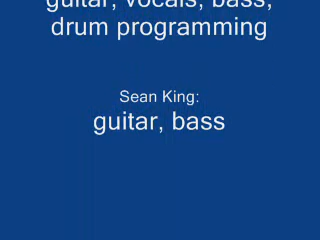 guitar, vocals, bass,
drum programming
Sean King:
guitar, bass